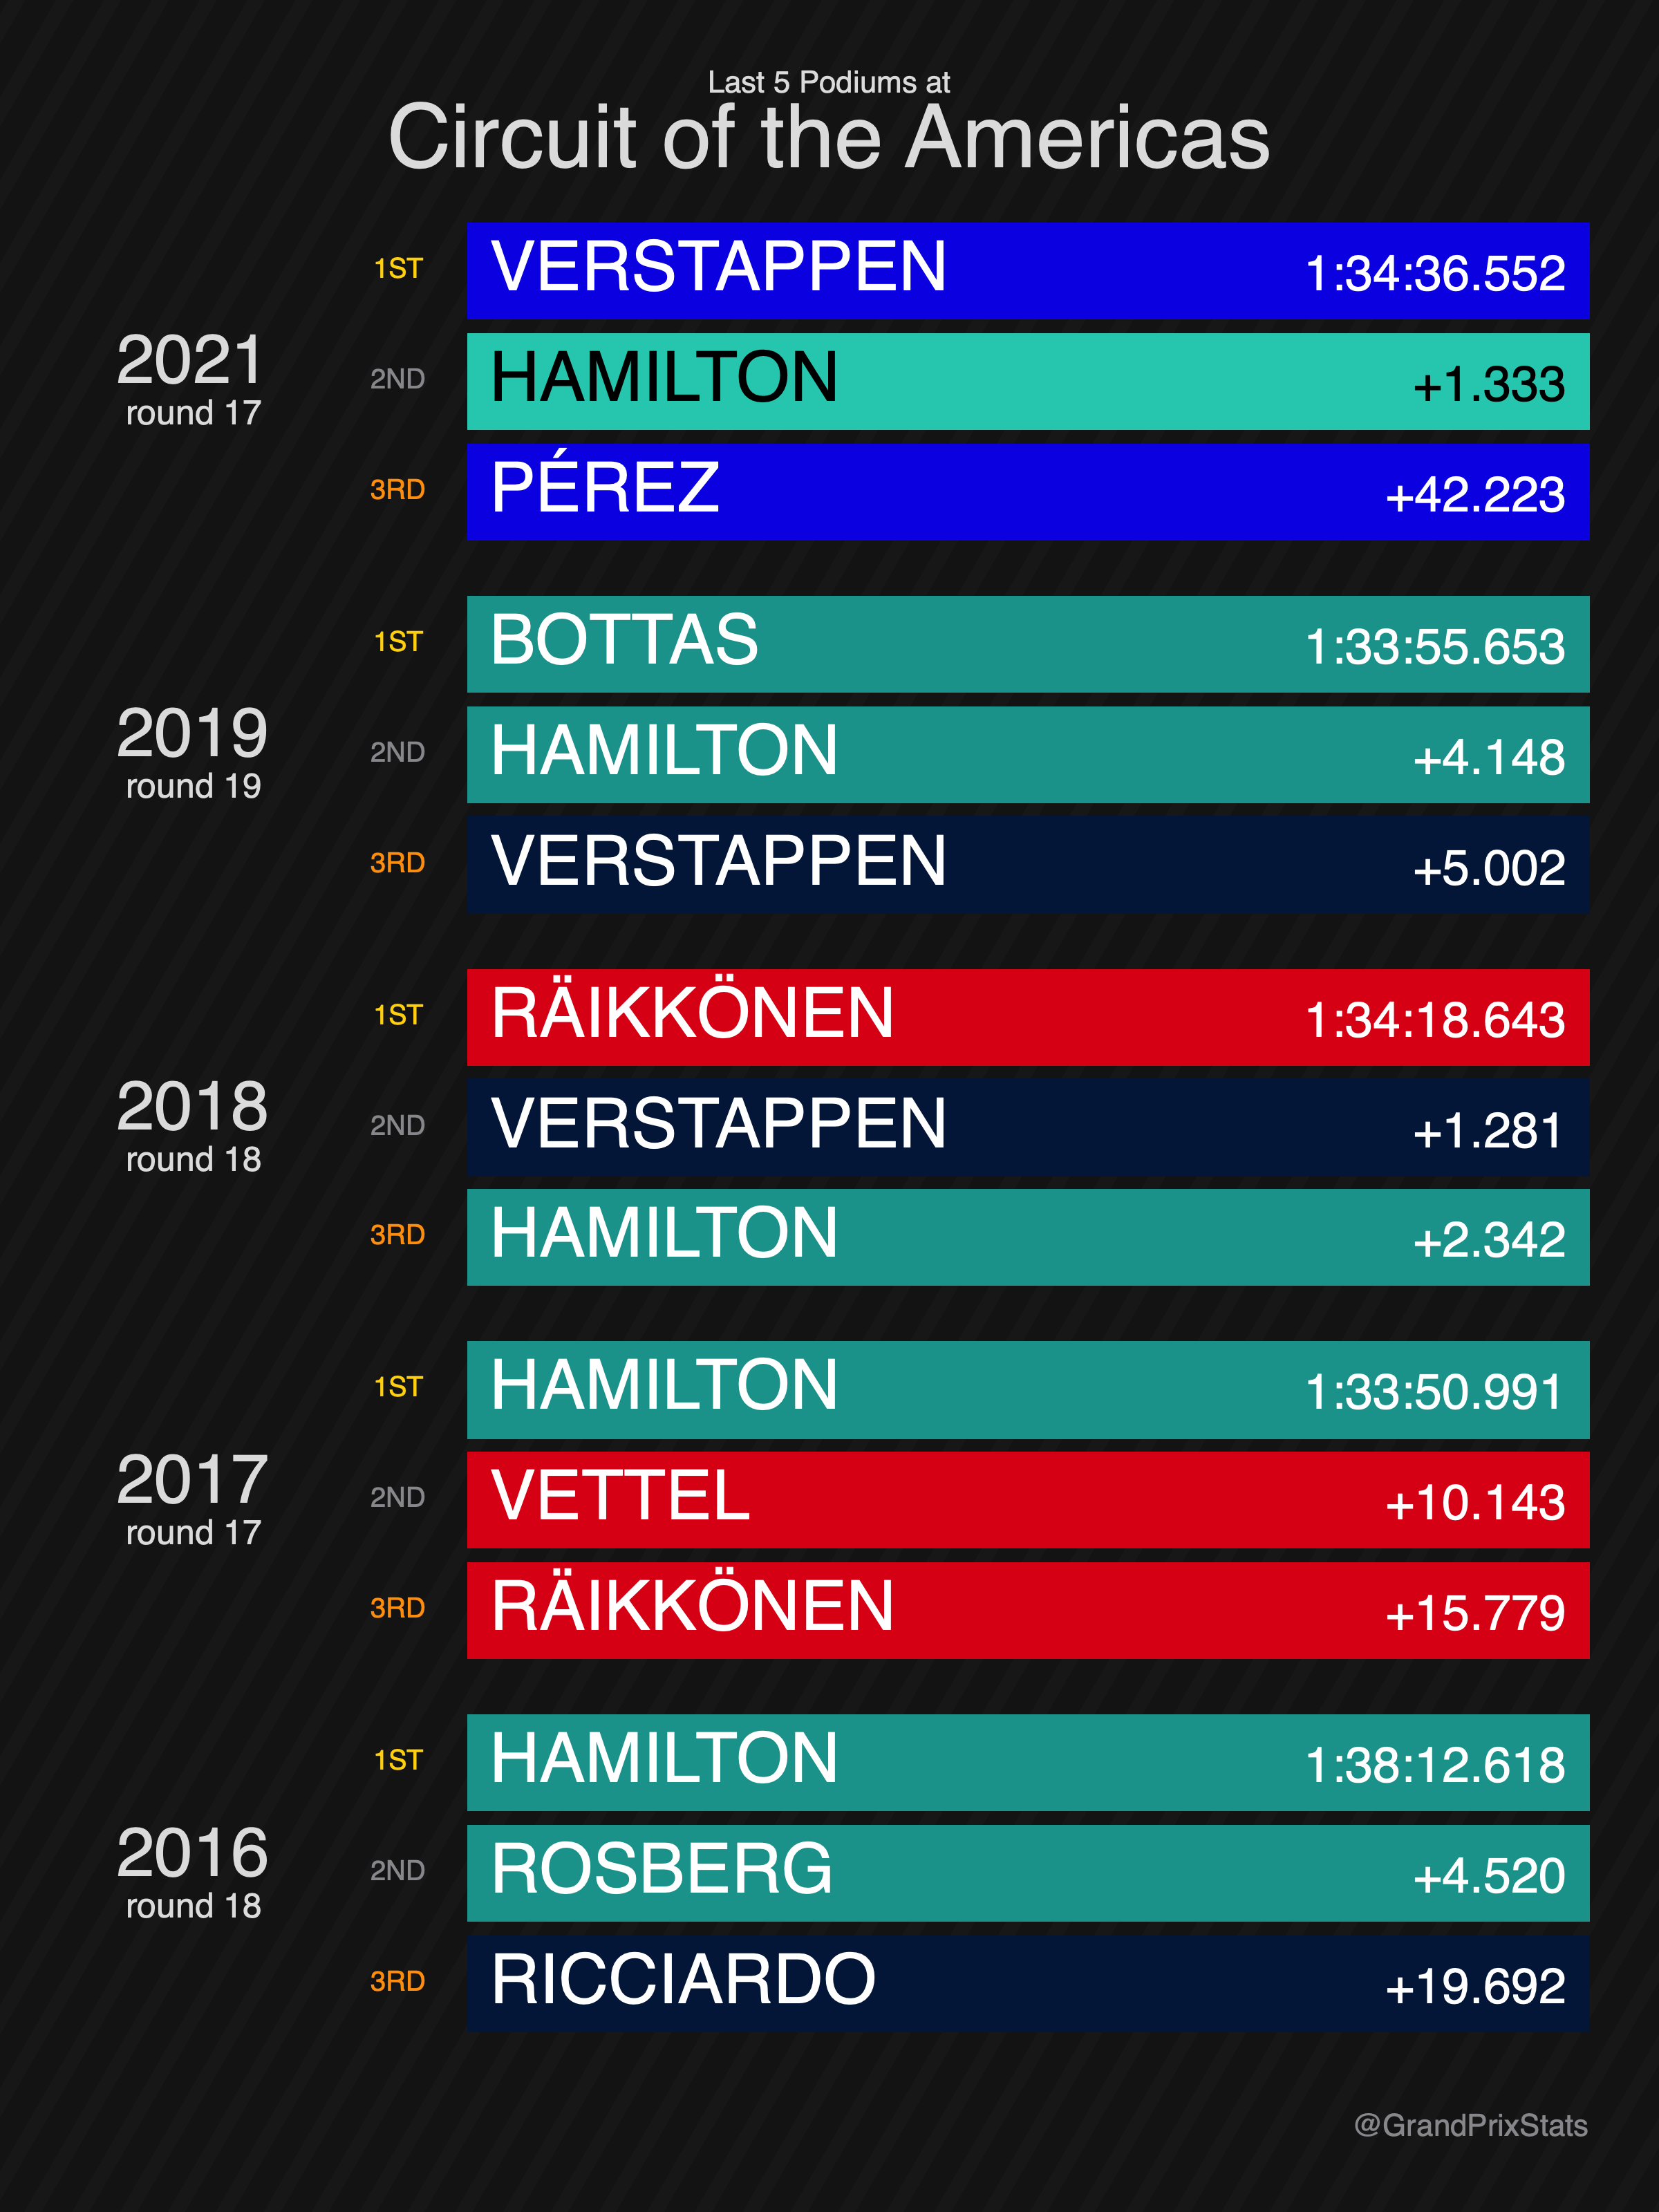 Last 5 Podiums at
Circuit of the Americas
2021
round 17
1ST VERSTAPPEN 1:34:36.552
2ND HAMILTON +1.333
3RD PÉREZ +42.223
2019
round 19
1ST BOTTAS 1:33:55.653
2ND HAMILTON +4.148
3RD VERSTAPPEN +5.002
2018
round 18
1ST RÄIKKÖNEN 1:34:18.643
2ND VERSTAPPEN +1.281
3RD HAMILTON +2.342
2017
round 17
1ST HAMILTON 1:33:50.991
2ND VETTEL +10.143
3RD RÄIKKÖNEN +15.779
2016
round 18
1ST HAMILTON 1:38:12.618
2ND ROSBERG +4.520
3RD RICCIARDO +19.692
@GrandPrixStats